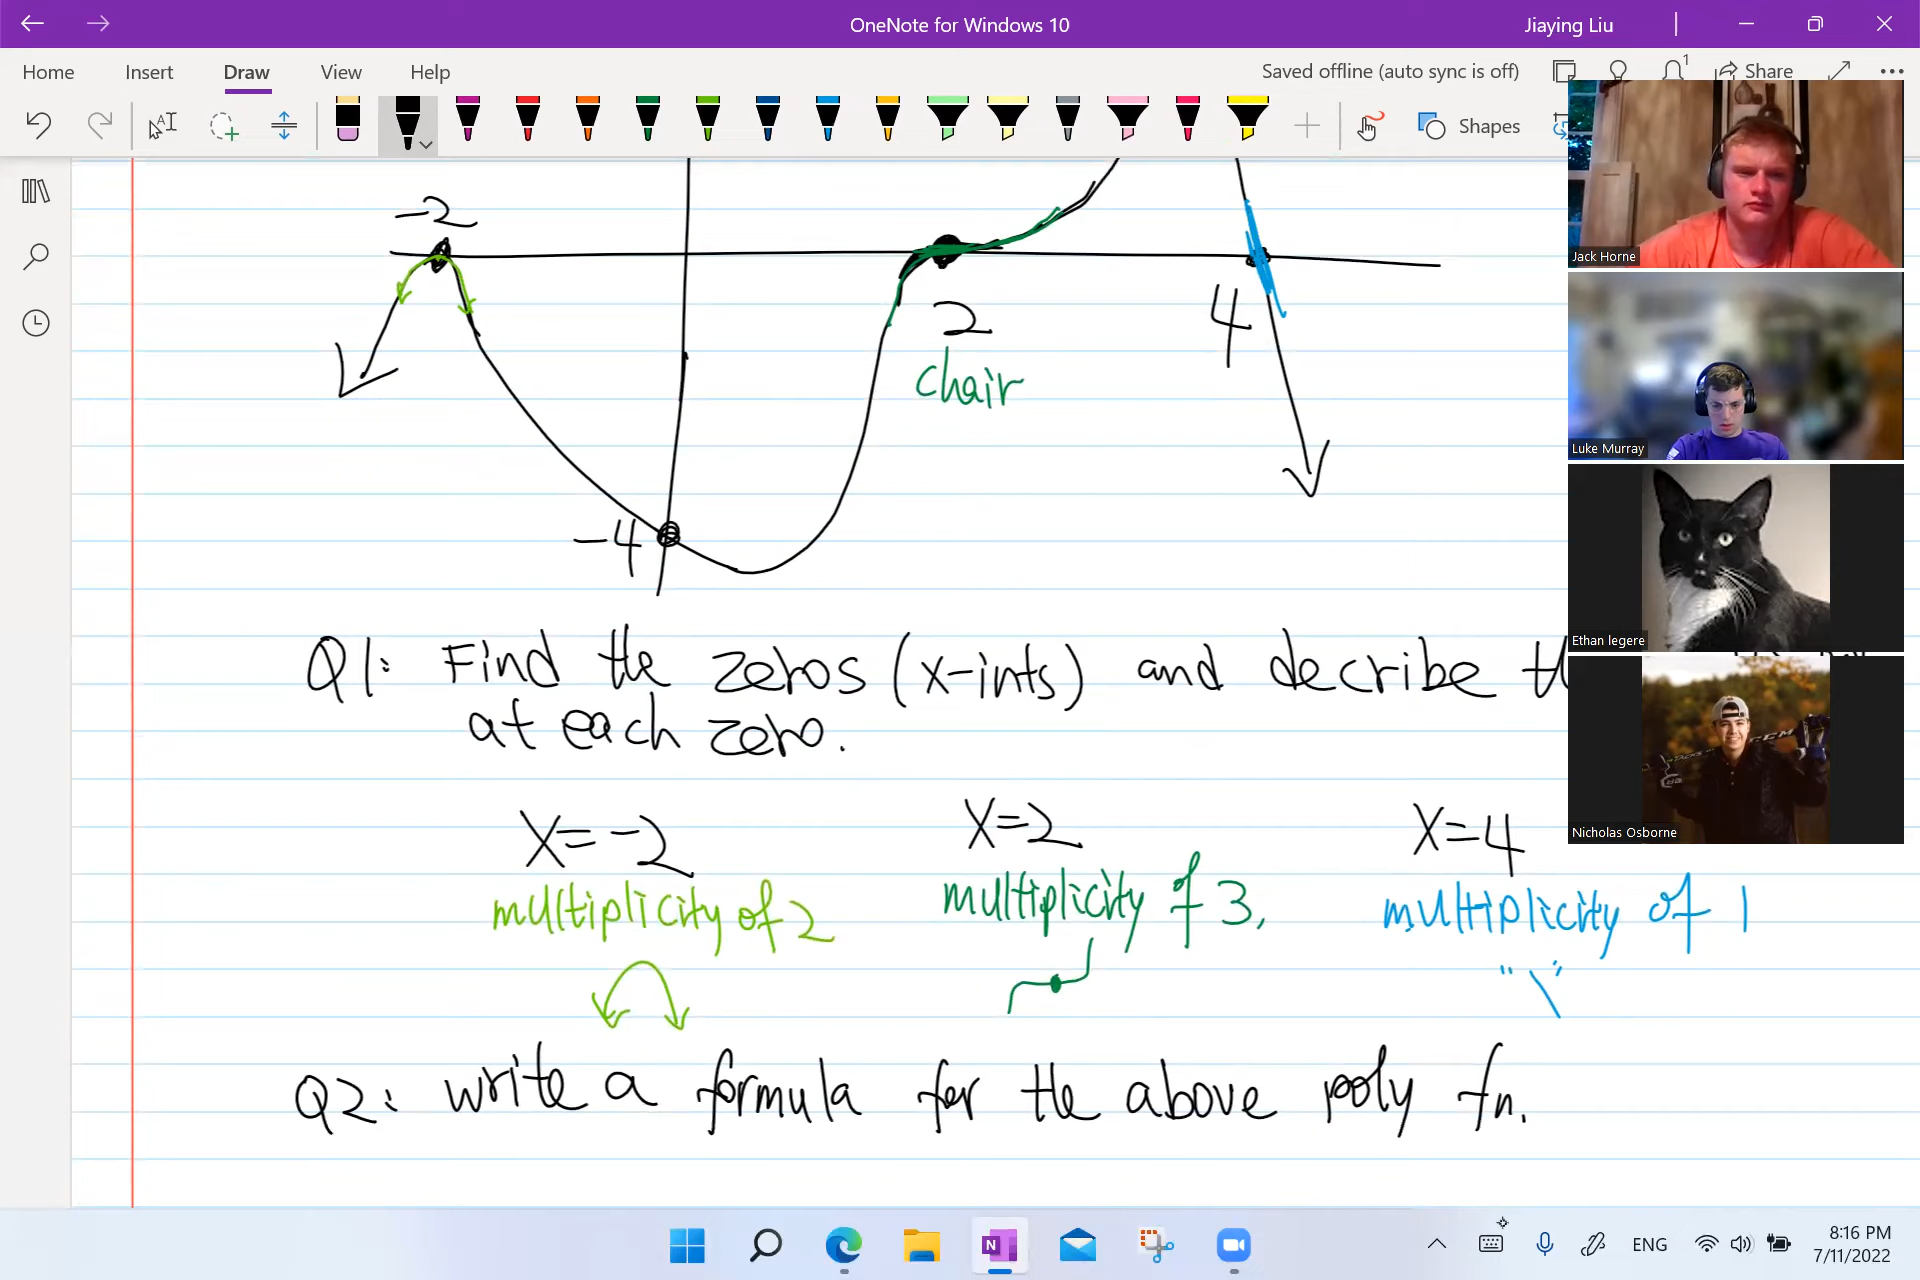 OneNote for Windows 10
Jiaying Liu
Home Insert Draw View Help
Saved offline (auto sync is off)
1
Share
Shapes
Jack Horne
Luke Murray
Ethan legere
Nicholas Osborne
-2
2
4
chair
-4
Q1: Find the zeros (x-ints) and decribe
at each zero.
X=-2 X=2 X=4
multiplicity of 2 multiplicity of 3, multiplicity of 1
Q2: write a formula for the above poly fn.
ENG
8:16 PM
7/11/2022